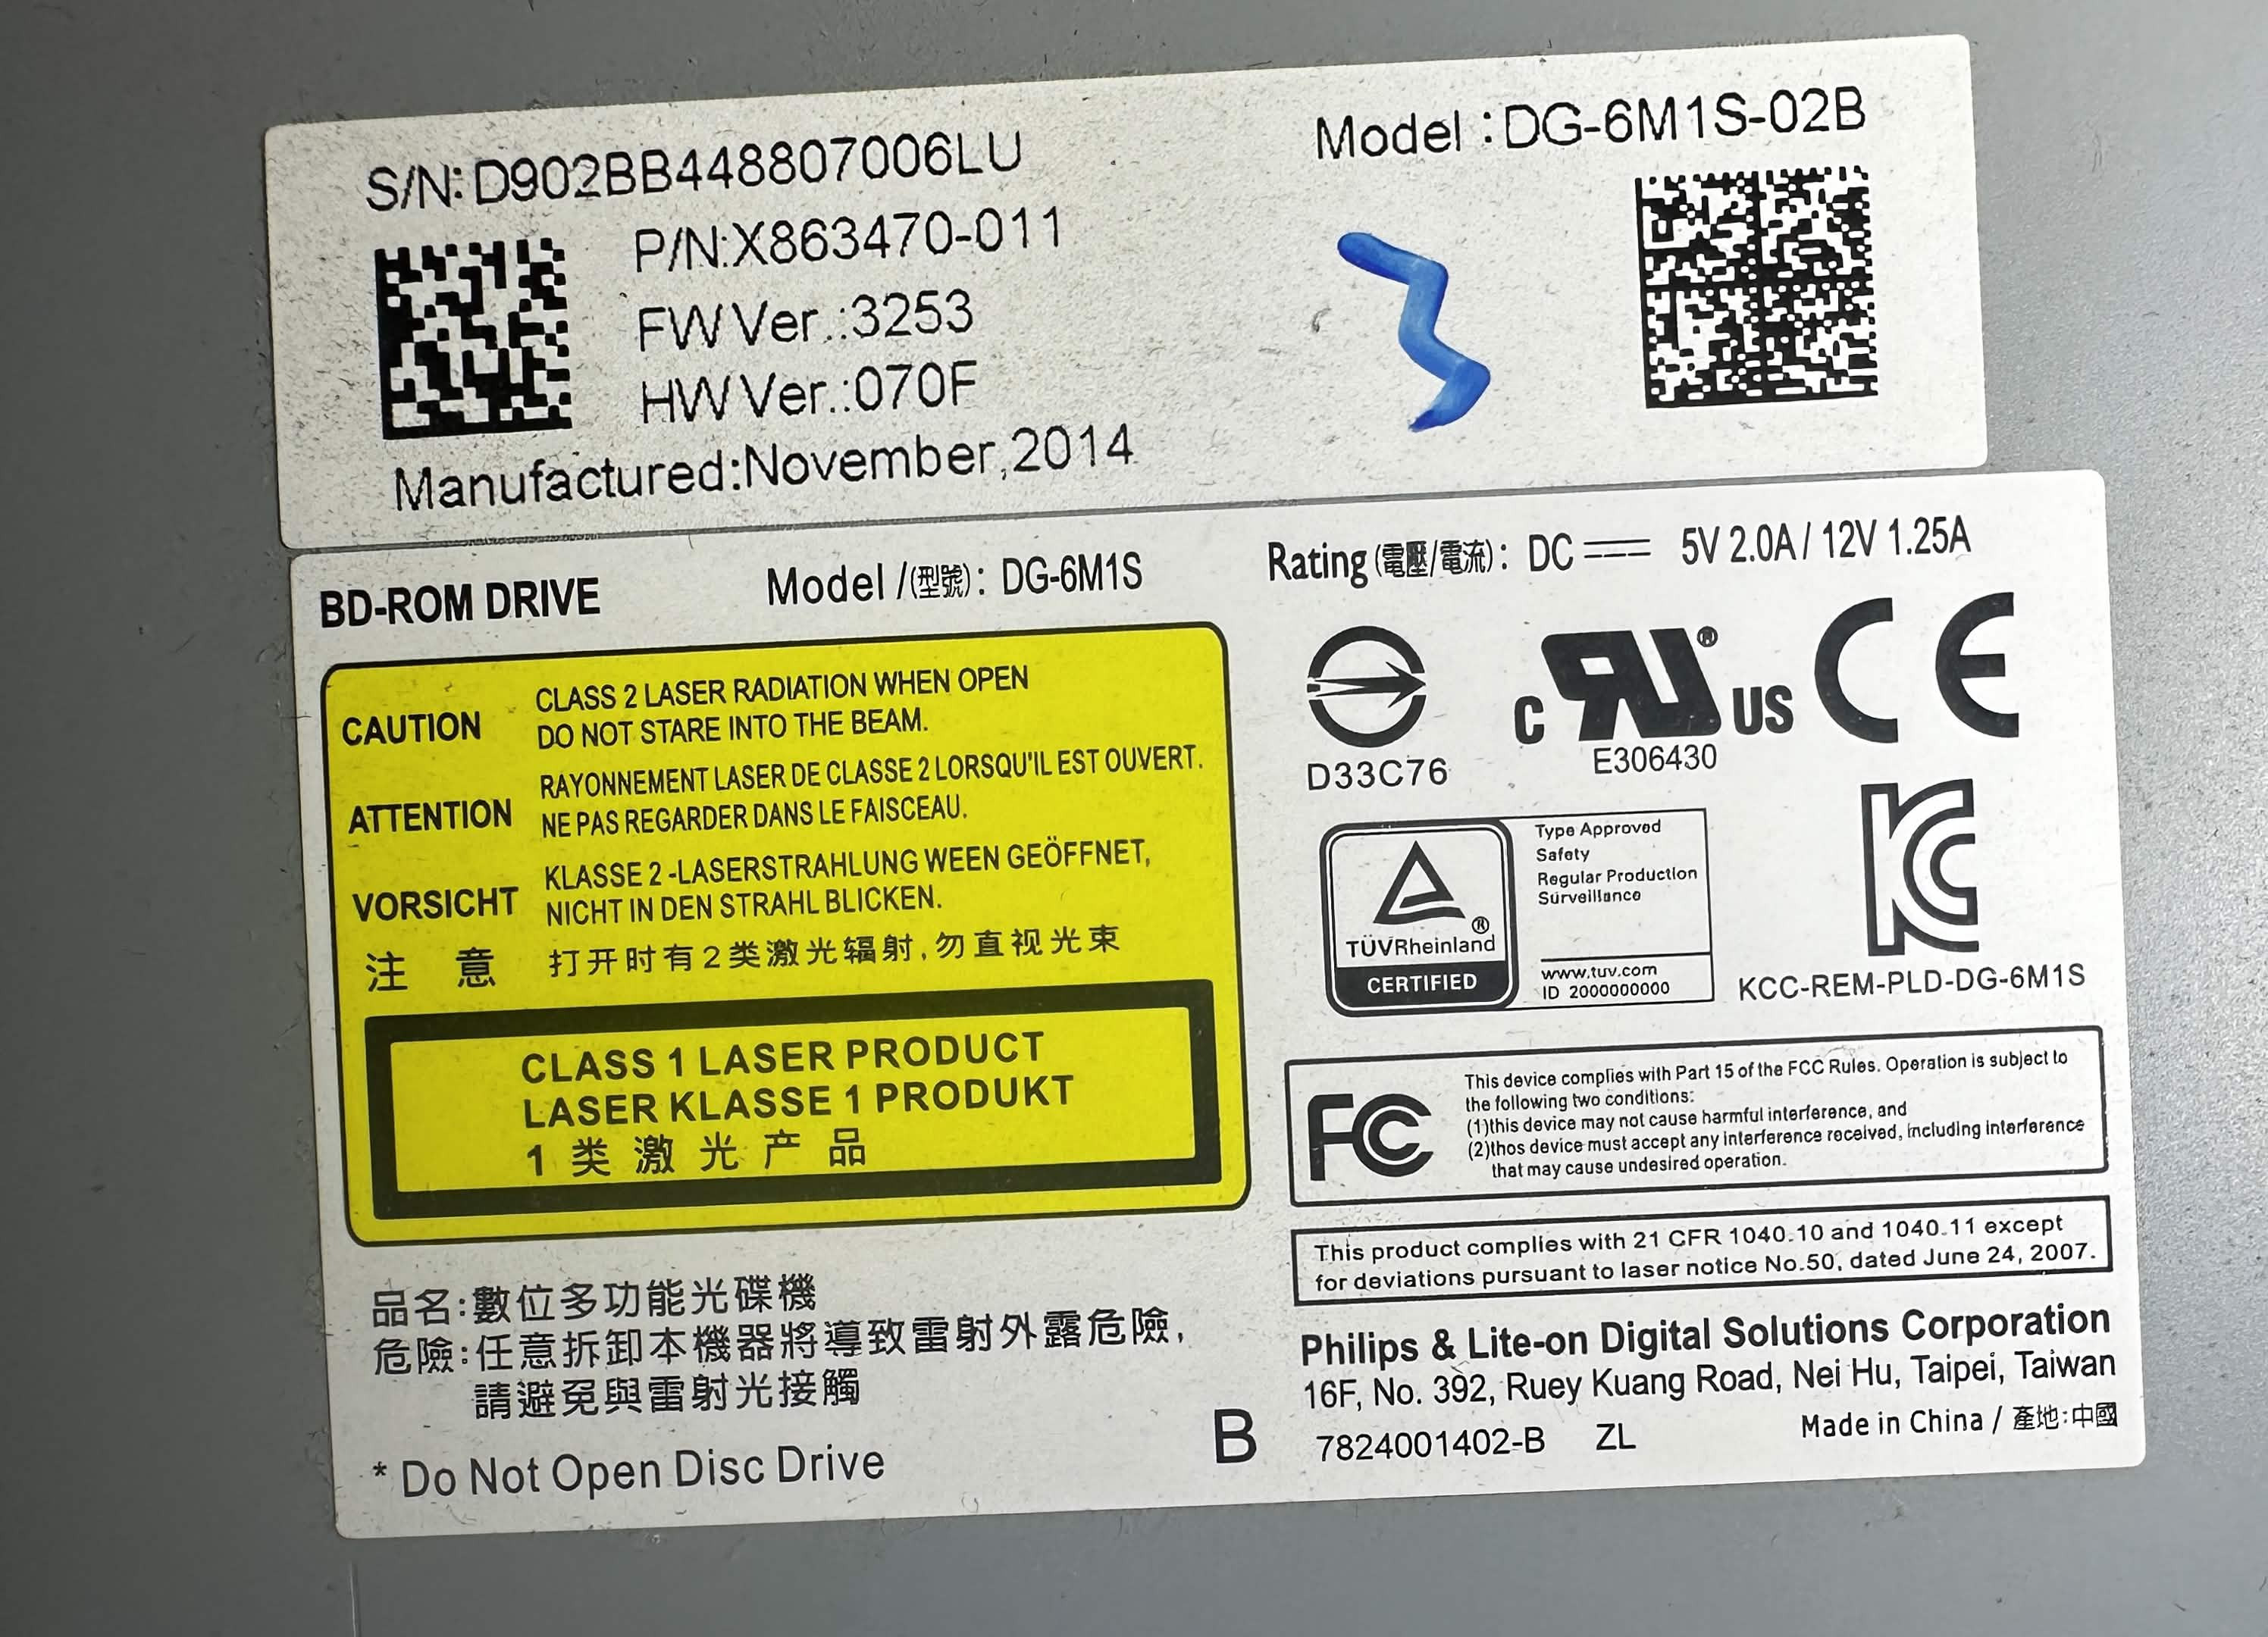 S/N:D902BB448807006LU
Model :DG-6M1S-02B
P/N:X863470-011
FW Ver.:3253
HW Ver.:070F
Manufactured:November,2014
3
BD-ROM DRIVE
Model /(型號): DG-6M1S
Rating (電壓/電流): DC 5V 2.0A / 12V 1.25A
CAUTION
CLASS 2 LASER RADIATION WHEN OPEN
DO NOT STARE INTO THE BEAM.
ATTENTION
RAYONNEMENT LASER DE CLASSE 2 LORSQU'IL EST OUVERT.
NE PAS REGARDER DANS LE FAISCEAU.
VORSICHT
KLASSE 2 -LASERSTRAHLUNG WEEN GEÖFFNET,
NICHT IN DEN STRAHL BLICKEN.
注 意
打开时有2类激光辐射,勿直视光束
CLASS 1 LASER PRODUCT
LASER KLASSE 1 PRODUKT
1 类 激 光 产 品
品名:數位多功能光碟機
危險:任意拆卸本機器將導致雷射外露危險,
請避免與雷射光接觸
* Do Not Open Disc Drive
B
D33C76
c RU® US
E306430
CE
TÜVRheinland®
CERTIFIED
Type Approved
Safety
Regular Production
Surveillance
www.tuv.com
ID 2000000000
KC
KCC-REM-PLD-DG-6M1S
FC
This device complies with Part 15 of the FCC Rules. Operation is subject to
the following two conditions:
(1)this device may not cause harmful interference, and
(2)thos device must accept any interference received, including interference
that may cause undesired operation.
This product complies with 21 CFR 1040.10 and 1040.11 except
for deviations pursuant to laser notice No.50, dated June 24, 2007.
Philips & Lite-on Digital Solutions Corporation
16F, No. 392, Ruey Kuang Road, Nei Hu, Taipei, Taiwan
7824001402-B ZL
Made in China / 產地:中國